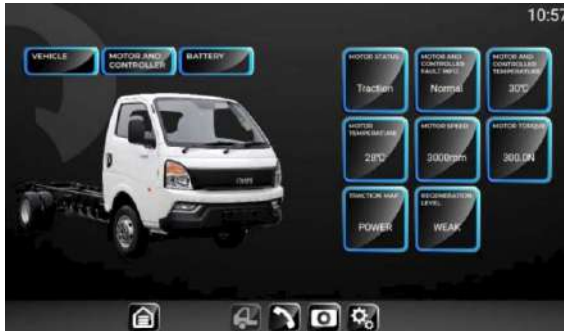 10:57
VEHICLE
MOTOR AND
CONTROLLER
BATTERY
MOTOR STATUS
Traction
MOTOR AND
CONTROLLER
FAULT INFO
Normal
MOTOR AND
CONTROLLER
TEMPERATURE
30℃
MOTOR
TEMPERATURE
28℃
MOTOR SPEED
3000mm
MOTOR TORQUE
300.0N
TRACTION MAP
POWER
REGENERATION
LEVEL
WEAK